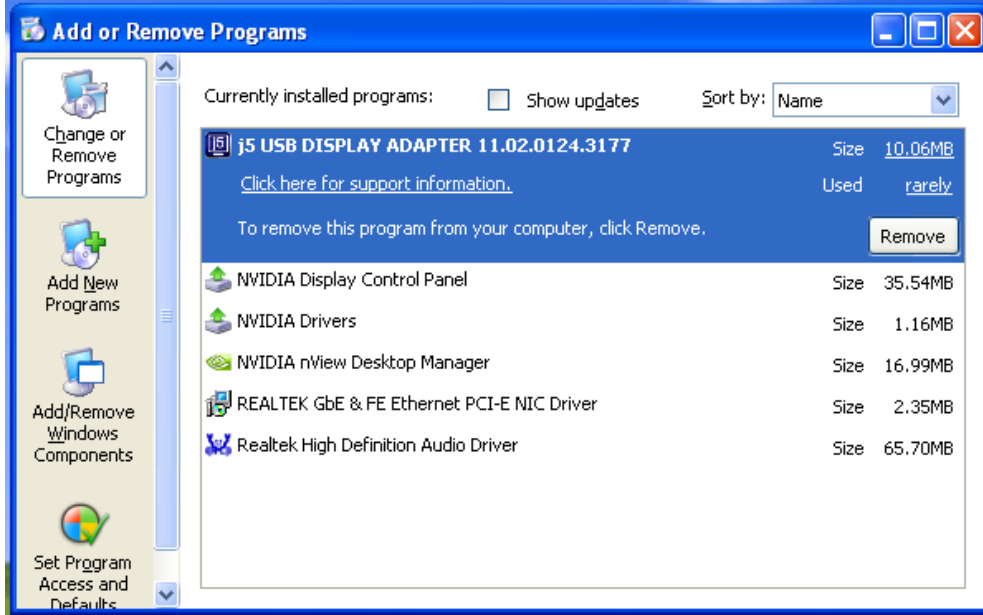 Add or Remove Programs
Change or
Remove
Programs
Add New
Programs
Add/Remove
Windows
Components
Set Program
Access and
Defaults
Currently installed programs: Show updates Sort by: Name
j5 USB DISPLAY ADAPTER 11.02.0124.3177 Size 10.06MB
Click here for support information. Used rarely
To remove this program from your computer, click Remove. Remove
NVIDIA Display Control Panel Size 35.54MB
NVIDIA Drivers Size 1.16MB
NVIDIA nView Desktop Manager Size 16.99MB
REALTEK GbE & FE Ethernet PCI-E NIC Driver Size 2.35MB
Realtek High Definition Audio Driver Size 65.70MB